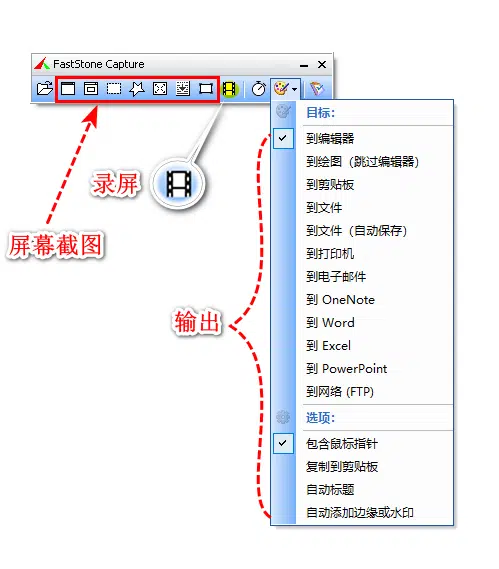 FastStone Capture
录屏
屏幕截图
输出
目标：
到编辑器
到绘图（跳过编辑器）
到剪贴板
到文件
到文件（自动保存）
到打印机
到电子邮件
到 OneNote
到 Word
到 Excel
到 PowerPoint
到网络 (FTP)
选项：
包含鼠标指针
复制到剪贴板
自动标题
自动添加边缘或水印